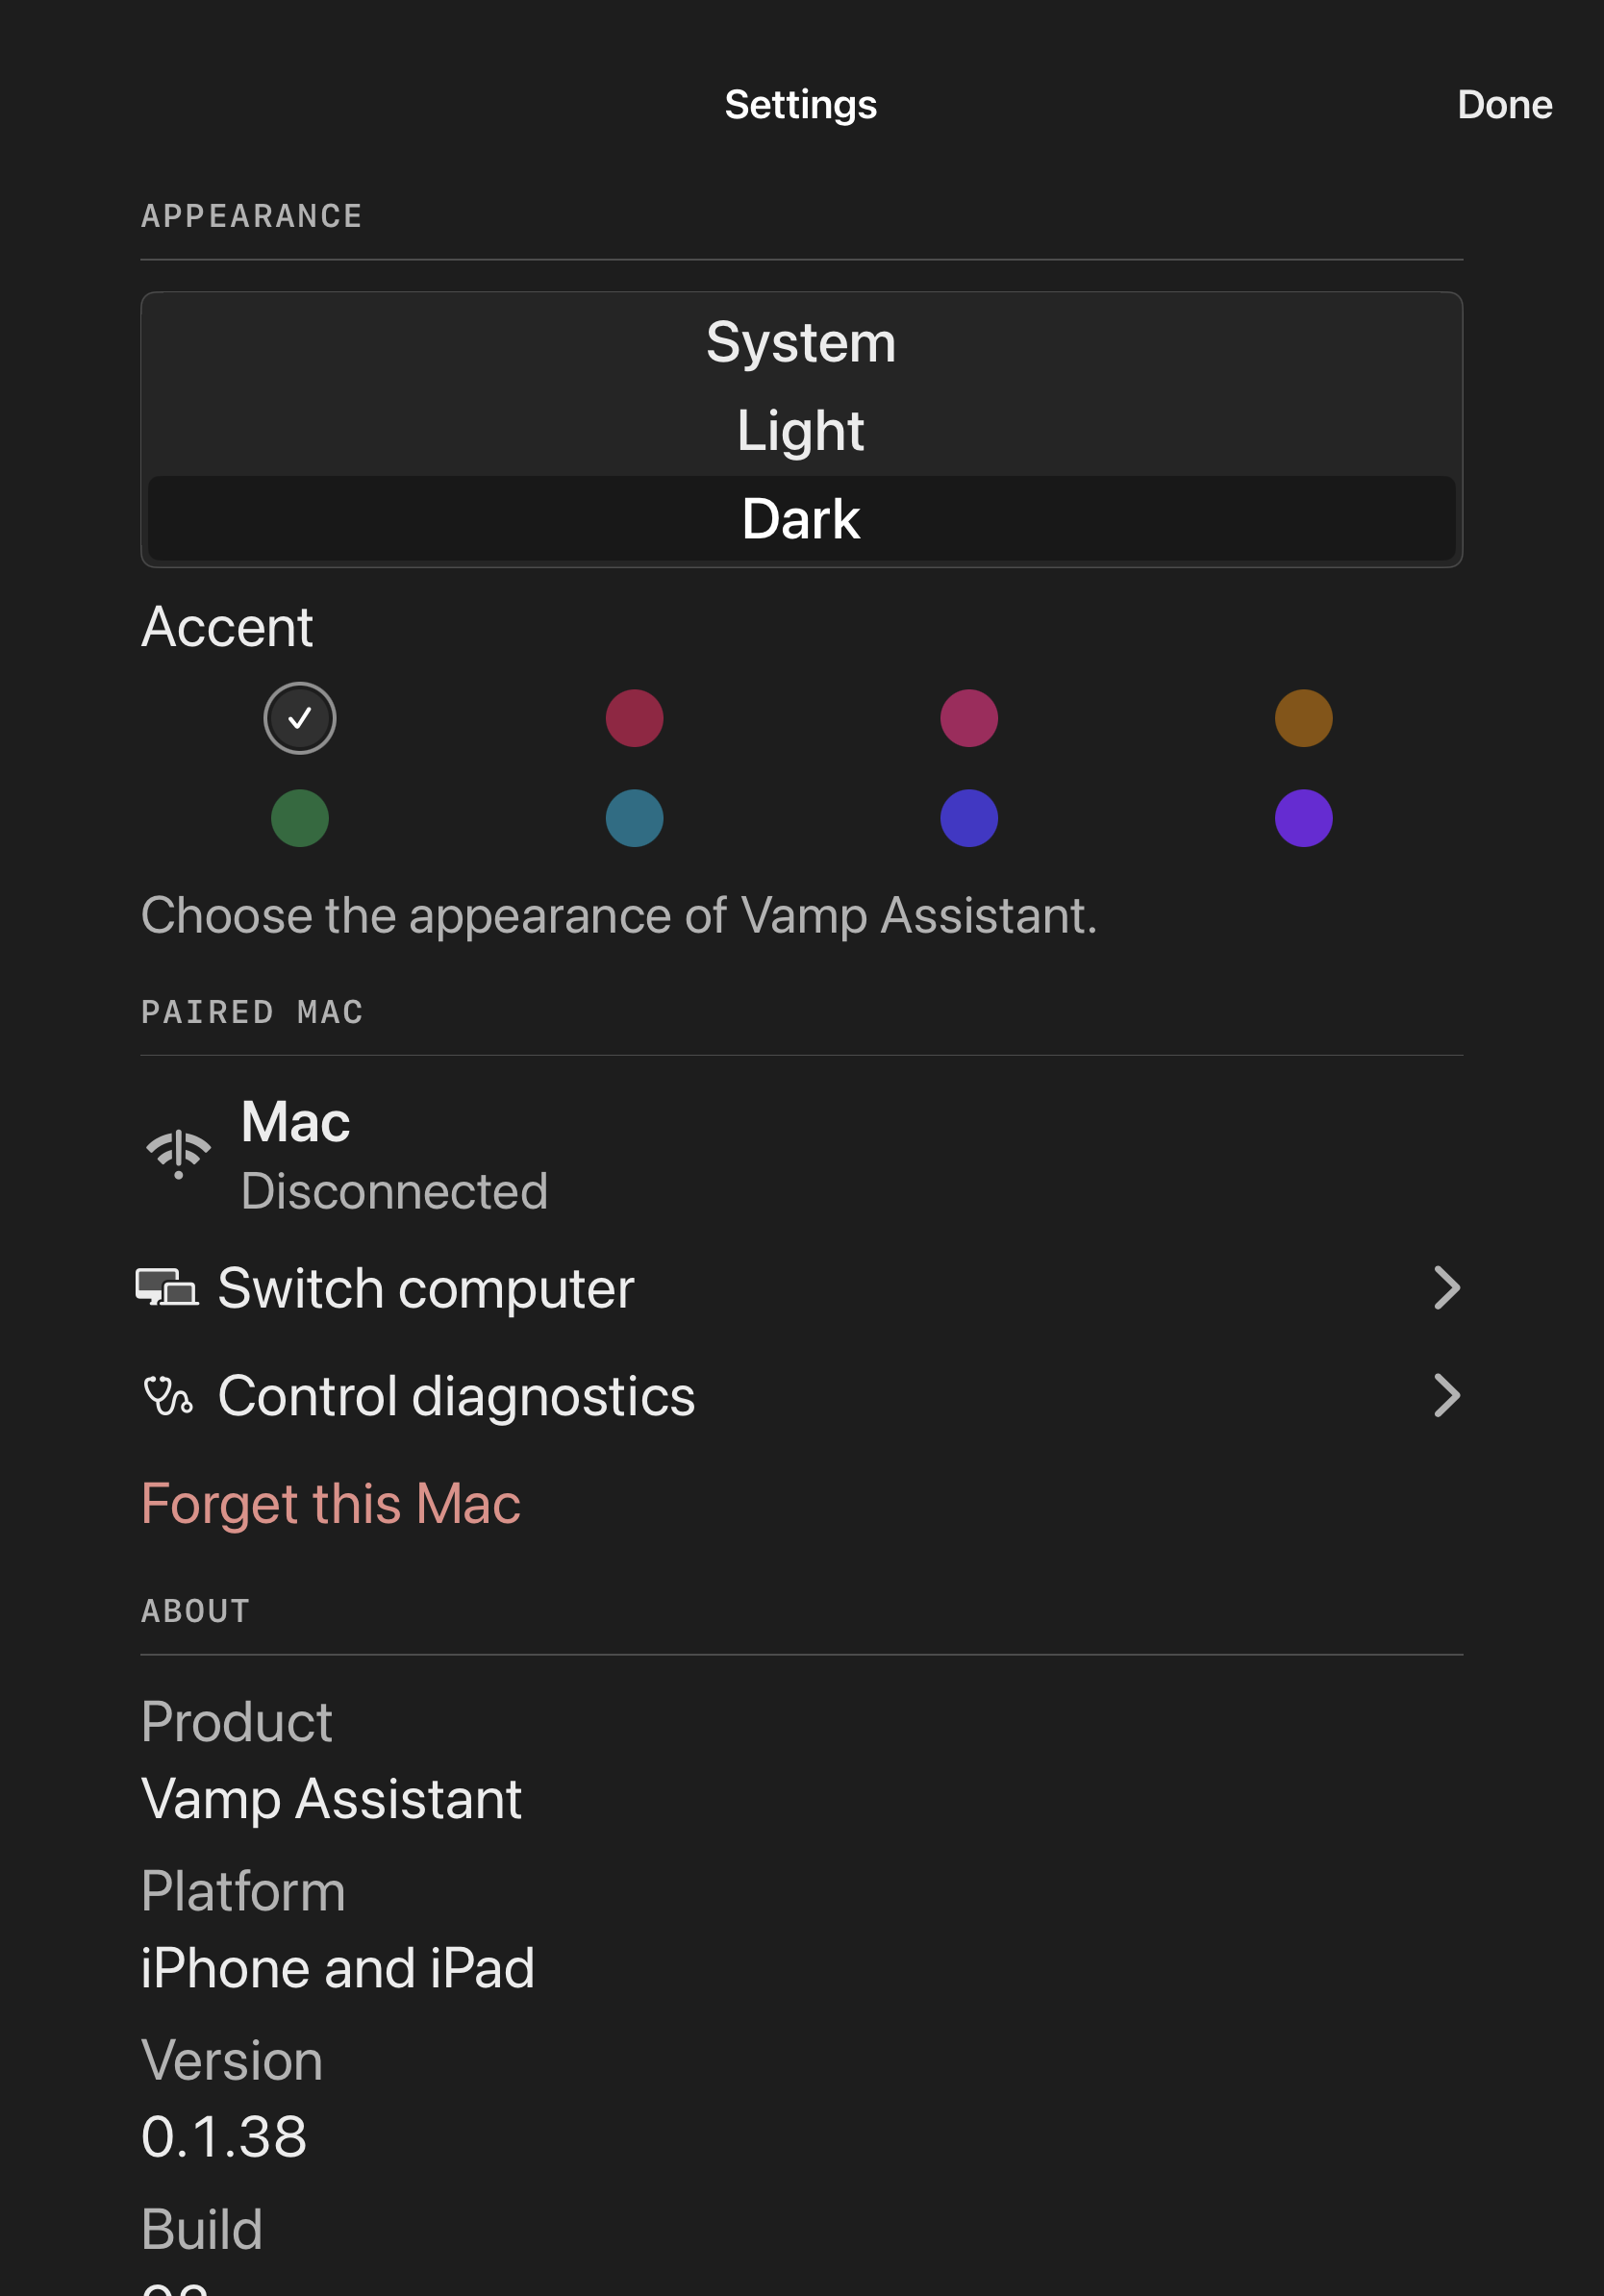 Settings
Done
APPEARANCE
System
Light
Dark
Accent
Choose the appearance of Vamp Assistant.
PAIRED MAC
Mac
Disconnected
Switch computer
Control diagnostics
Forget this Mac
ABOUT
Product
Vamp Assistant
Platform
iPhone and iPad
Version
0.1.38
Build